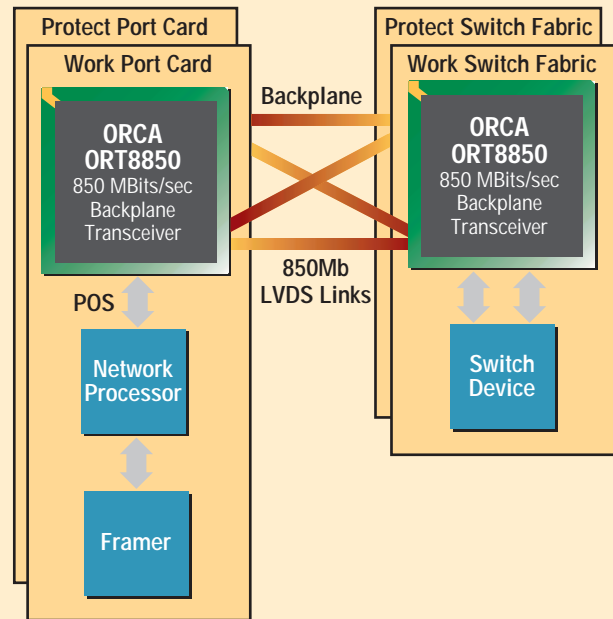 Protect Port Card
Work Port Card
ORCA
ORT8850
850 MBits/sec
Backplane
Transceiver
POS
Network
Processor
Framer
Backplane
850Mb
LVDS Links
Protect Switch Fabric
Work Switch Fabric
ORCA
ORT8850
850 MBits/sec
Backplane
Transceiver
Switch
Device